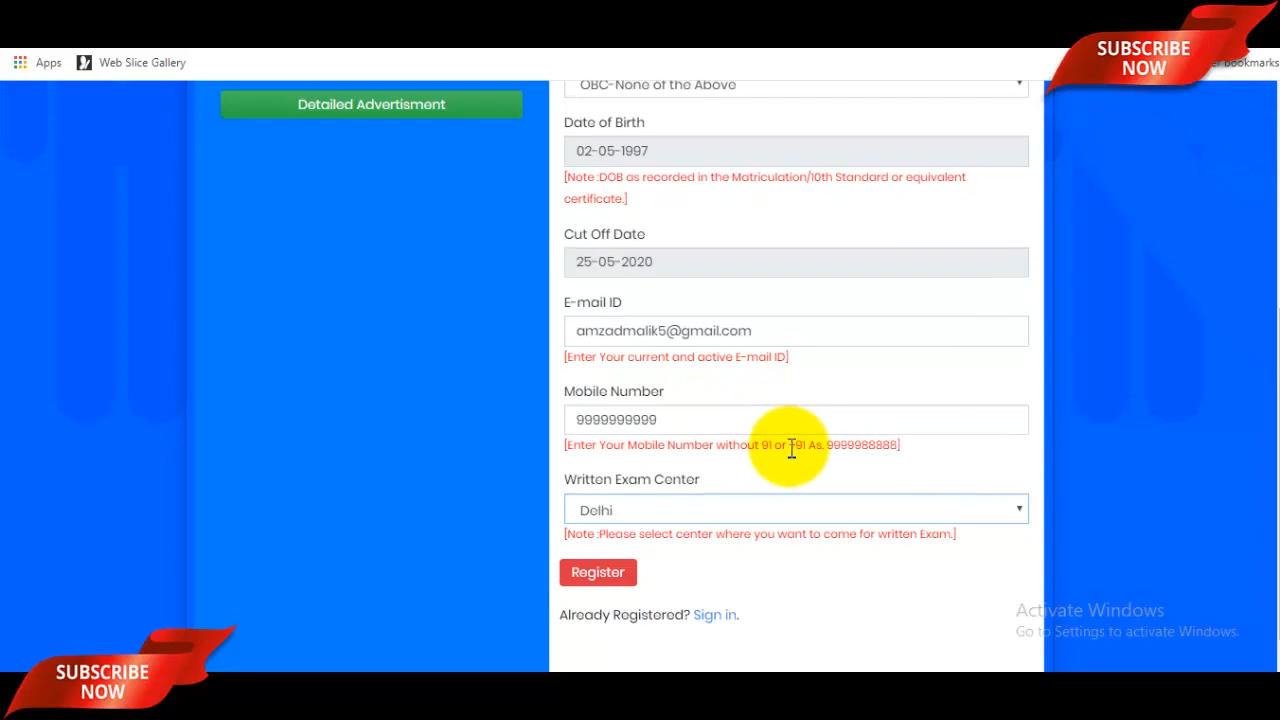 SUBSCRIBE
NOW
Apps
Web Slice Gallery
bookmarks
OBC-None of the Above
Detailed Advertisment
Date of Birth
02-05-1997
[Note :DOB as recorded in the Matriculation/10th Standard or equivalent
certificate.]
Cut Off Date
25-05-2020
E-mail ID
amzadmalik5@gmail.com
[Enter Your current and active E-mail ID]
Mobile Number
9999999999
[Enter Your Mobile Number without 91 or +91 As. 9999988888]
Written Exam Center
Delhi
[Note :Please select center where you want to come for written Exam.]
Register
Already Registered? Sign in.
Activate Windows
Go to Settings to activate Windows.
SUBSCRIBE
NOW